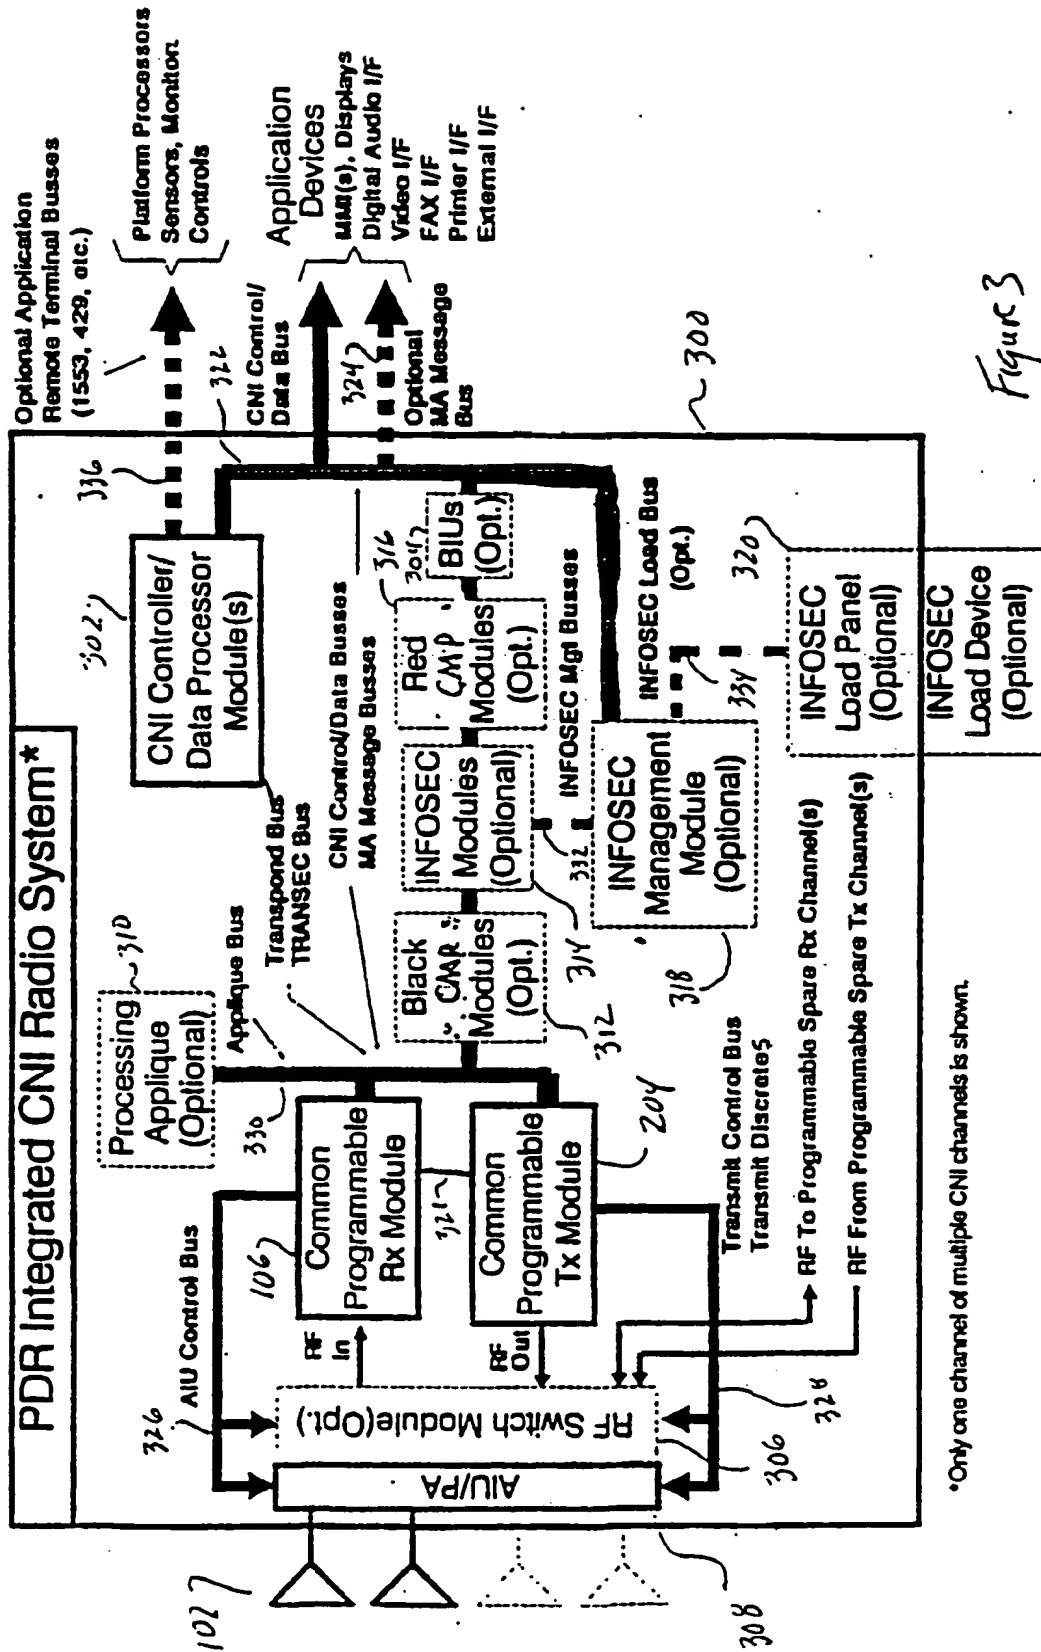 PDR Integrated CNI Radio System*
Optional Application
Remote Terminal Busses
(1553, 429, etc.)
Platform Processors
Sensors, Monitors
Controls
336
322
302
CNI Controller/
Data Processor
Module(s)
CNI Control/
Data Bus
324
Optional
MA Message
Bus
Application
Devices
MMI(s), Displays
Digital Audio I/F
Video I/F
FAX I/F
Printer I/F
External I/F
310
Processing
Applique
(Optional)
Applique Bus
330
Transpond Bus
TRANSEC Bus
CNI Control/Data Busses
MA Message Busses
AIU Control Bus
326
106
Common
Programmable
Rx Module
321
Common
Programmable
Tx Module
204
RF
In
RF
Out
RF Switch Module(Opt.)
AIU/PA
102
308
306
328
Black
"CMP"
Modules
(Opt.)
312
INFOSEC
Modules
(Optional)
314
Red
CMP
Modules
(Opt.)
316
304
BIUs
(Opt.)
INFOSEC Mgt Busses
332
INFOSEC
Management
Module
(Optional)
318
INFOSEC Load Bus
(Opt.)
334
320
INFOSEC
Load Panel
(Optional)
INFOSEC
Load Device
(Optional)
300
Transmit Control Bus
Transmit Discretes
RF To Programmable Spare Rx Channel(s)
RF From Programmable Spare Tx Channel(s)
*Only one channel of multiple CNI channels is shown.
Figure 3